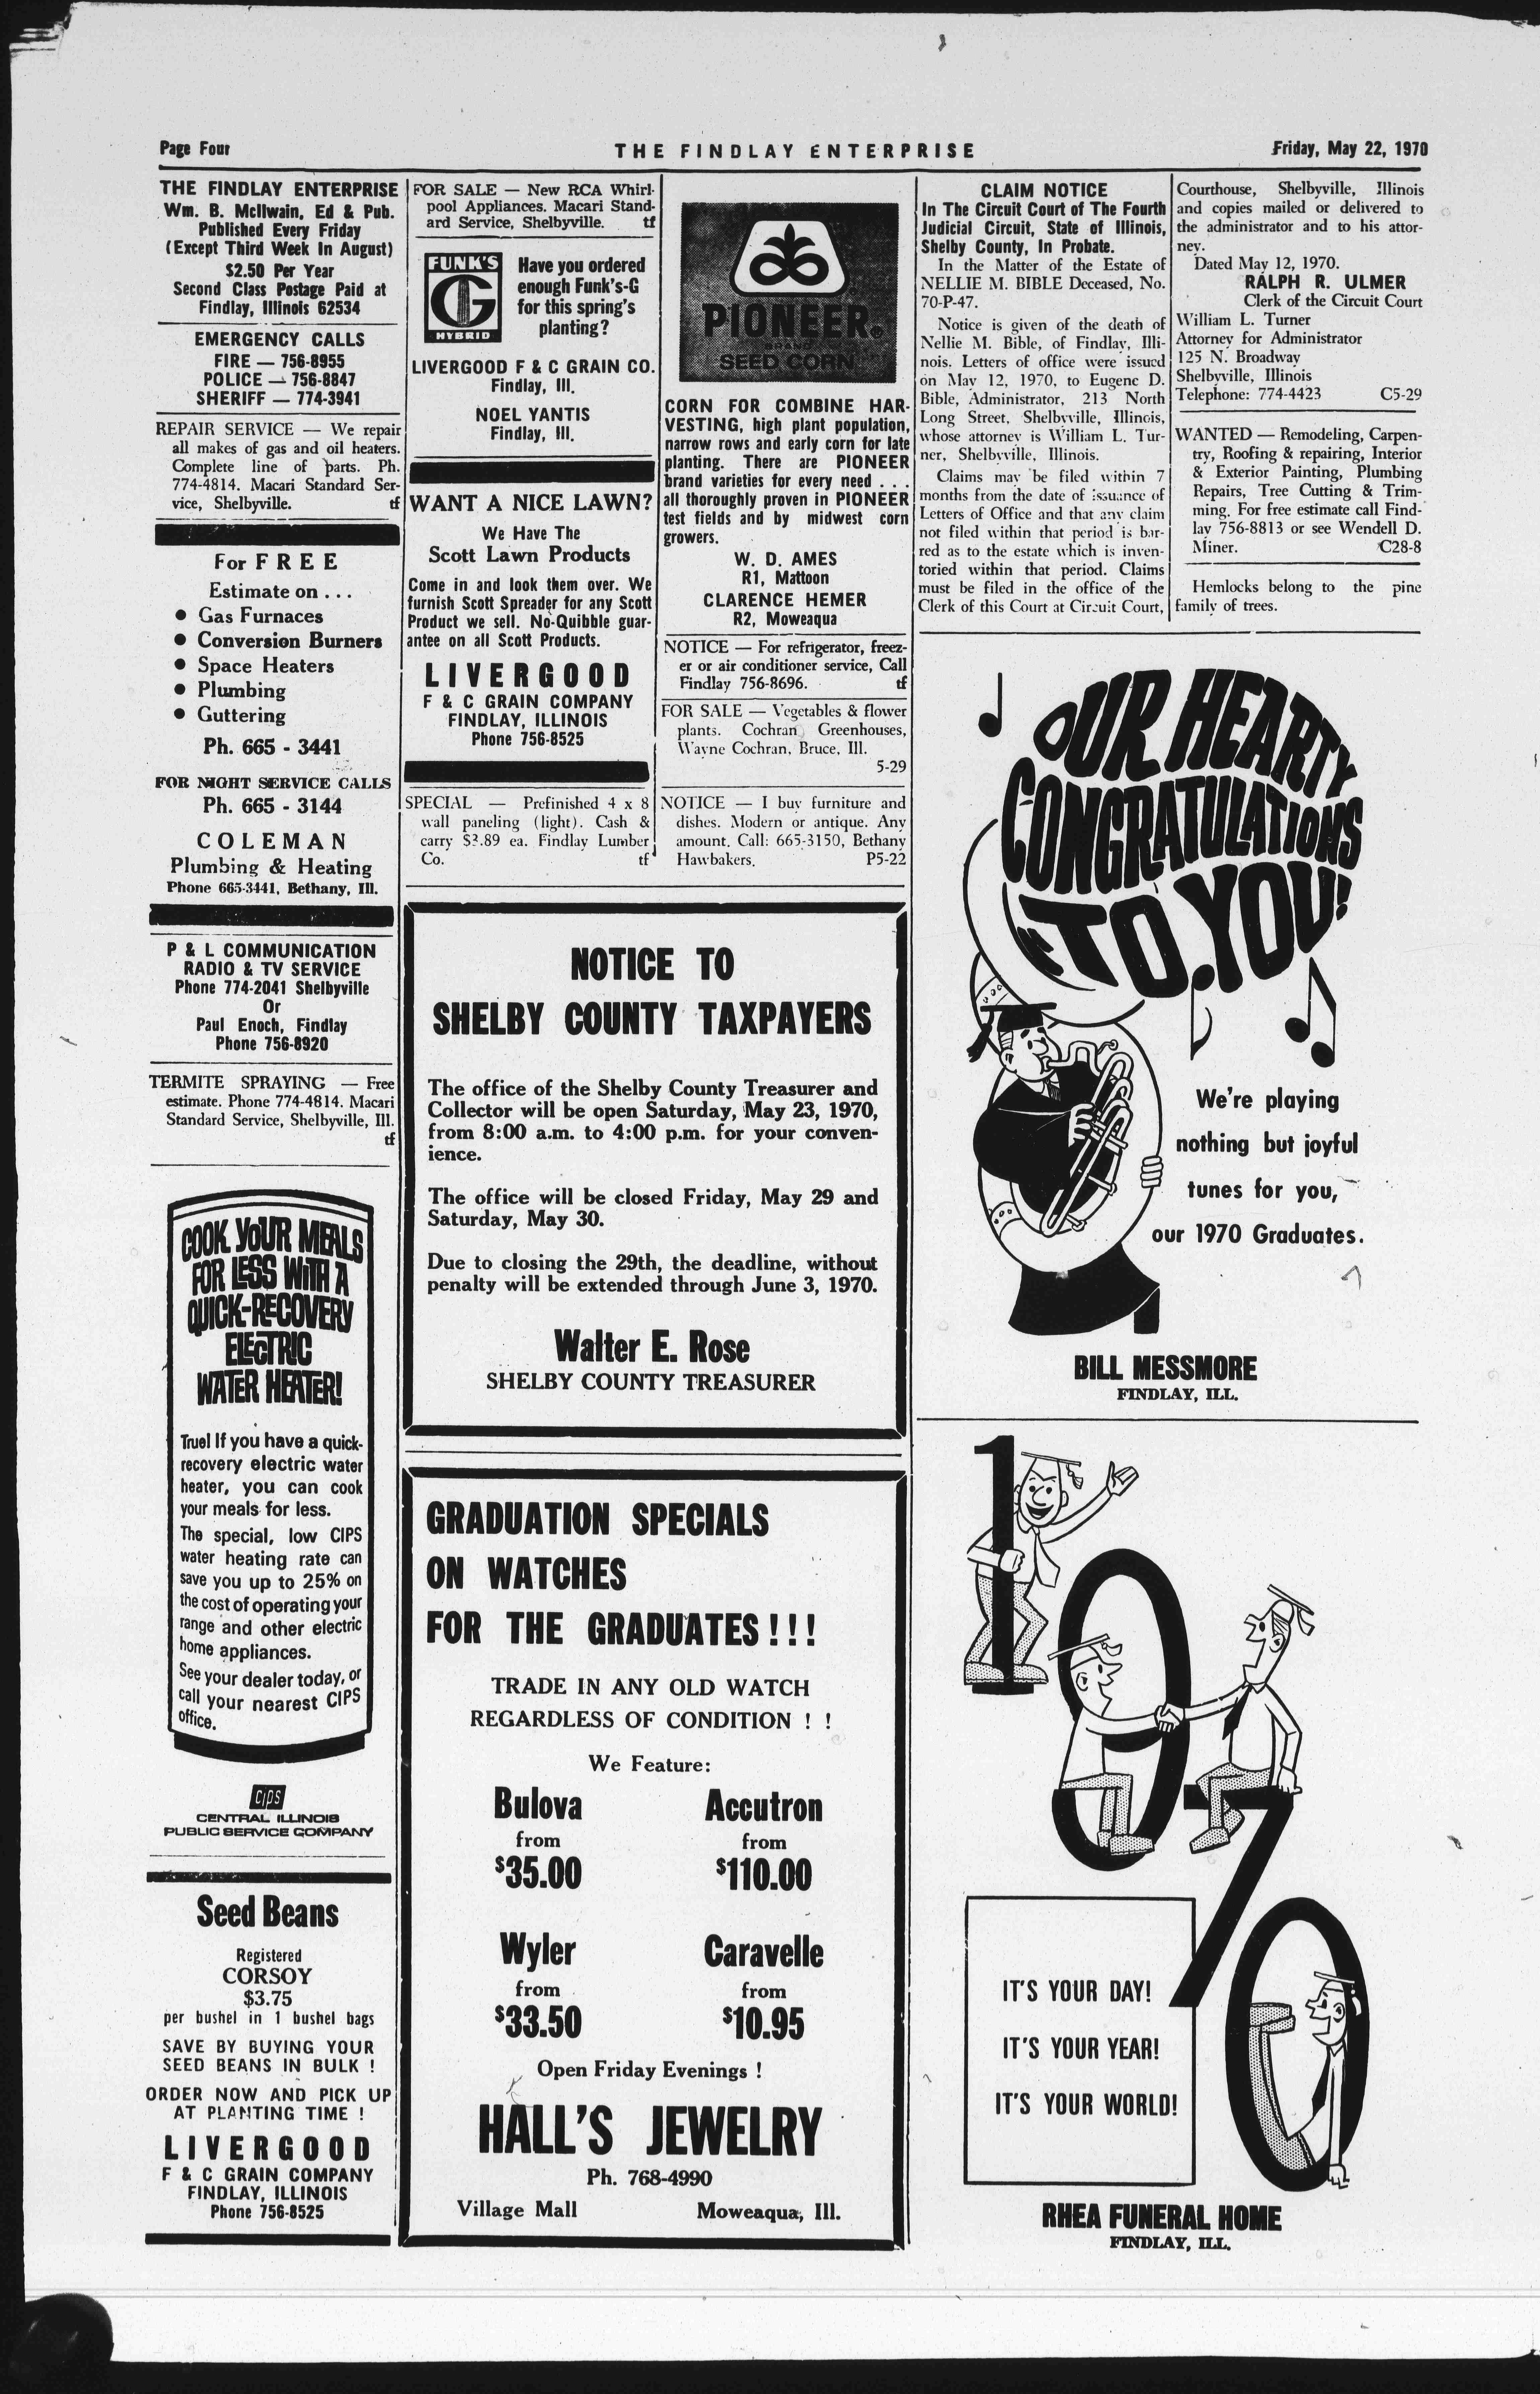 Page Four
THE FINDLAY ENTERPRISE
Friday, May 22, 1970
THE FINDLAY ENTERPRISE
Wm. B. McIlwain, Ed & Pub.
Published Every Friday
(Except Third Week In August)
$2.50 Per Year
Second Class Postage Paid at
Findlay, Illinois 62534
EMERGENCY CALLS
FIRE — 756-8955
POLICE — 756-8847
SHERIFF — 774-3941
REPAIR SERVICE — We repair
all makes of gas and oil heaters.
Complete line of parts. Ph.
774-4814. Macari Standard Ser-
vice, Shelbyville. tf
For FREE
Estimate on . . .
• Gas Furnaces
• Conversion Burners
• Space Heaters
• Plumbing
• Guttering
Ph. 665 - 3441
FOR NIGHT SERVICE CALLS
Ph. 665 - 3144
COLEMAN
Plumbing & Heating
Phone 665-3441, Bethany, Ill.
P & L COMMUNICATION
RADIO & TV SERVICE
Phone 774-2041 Shelbyville
Or
Paul Enoch, Findlay
Phone 756-8920
TERMITE SPRAYING — Free
estimate. Phone 774-4814. Macari
Standard Service, Shelbyville, Ill.
tf
COOK YOUR MEALS
FOR LESS WITH A
QUICK-RECOVERY
ELECTRIC
WATER HEATER!
True! If you have a quick-
recovery electric water
heater, you can cook
your meals for less.
The special, low CIPS
water heating rate can
save you up to 25% on
the cost of operating your
range and other electric
home appliances.
See your dealer today, or
call your nearest CIPS
office.
CIPS
CENTRAL ILLINOIS
PUBLIC SERVICE COMPANY
Seed Beans
Registered
CORSOY
$3.75
per bushel in 1 bushel bags
SAVE BY BUYING YOUR
SEED BEANS IN BULK !
ORDER NOW AND PICK UP
AT PLANTING TIME !
LIVERGOOD
F & C GRAIN COMPANY
FINDLAY, ILLINOIS
Phone 756-8525
FOR SALE — New RCA Whirl-
pool Appliances. Macari Stand-
ard Service, Shelbyville. tf
FUNK'S
G
HYBRID
Have you ordered
enough Funk's-G
for this spring's
planting?
LIVERGOOD F & C GRAIN CO.
Findlay, Ill.
NOEL YANTIS
Findlay, Ill.
WANT A NICE LAWN?
We Have The
Scott Lawn Products
Come in and look them over. We
furnish Scott Spreader for any Scott
Product we sell. No-Quibble guar-
antee on all Scott Products.
LIVERGOOD
F & C GRAIN COMPANY
FINDLAY, ILLINOIS
Phone 756-8525
SPECIAL — Prefinished 4 x 8
wall paneling (light). Cash &
carry ea. Findlay Lumber
Co. tf
PIONEER®
BRAND
SEED CORN
CORN FOR COMBINE HAR-
VESTING, high plant population,
narrow rows and early corn for late
planting. There are PIONEER
brand varieties for every need . . .
all thoroughly proven in PIONEER
test fields and by midwest corn
growers.
W. D. AMES
R1, Mattoon
CLARENCE HEMER
R2, Moweaqua
NOTICE — For refrigerator, freez-
er or air conditioner service, Call
Findlay 756-8696. tf
FOR SALE — Vegetables & flower
plants. Cochran Greenhouses,
Wayne Cochran, Bruce, Ill.
5-29
NOTICE — I buy furniture and
dishes. Modern or antique. Any
amount. Call: 665-3150, Bethany
Hawbakers. P5-22
NOTICE TO
SHELBY COUNTY TAXPAYERS
The office of the Shelby County Treasurer and
Collector will be open Saturday, May 23, 1970,
from 8:00 a.m. to 4:00 p.m. for your conven-
ience.
The office will be closed Friday, May 29 and
Saturday, May 30.
Due to closing the 29th, the deadline, without
penalty will be extended through June 3, 1970.
Walter E. Rose
SHELBY COUNTY TREASURER
GRADUATION SPECIALS
ON WATCHES
FOR THE GRADUATES!!!
TRADE IN ANY OLD WATCH
REGARDLESS OF CONDITION ! !
We Feature:
Bulova Accutron
from from
$35.00 $110.00
Wyler Caravelle
from from
$33.50 $10.95
Open Friday Evenings !
HALL'S JEWELRY
Ph. 768-4990
Village Mall Moweaqua, Ill.
CLAIM NOTICE
In The Circuit Court of The Fourth
Judicial Circuit, State of Illinois,
Shelby County, In Probate.
In the Matter of the Estate of
NELLIE M. BIBLE Deceased, No.
70-P-47.
Notice is given of the death of
Nellie M. Bible, of Findlay, Illi-
nois. Letters of office were issued
on May 12, 1970, to Eugene D.
Bible, Administrator, 213 North
Long Street, Shelbyville, Illinois,
whose attorney is William L. Tur-
ner, Shelbyville, Illinois.
Claims may be filed within 7
months from the date of issuance of
Letters of Office and that any claim
not filed within that period is bar-
red as to the estate which is inven-
toried within that period. Claims
must be filed in the office of the
Clerk of this Court at Circuit Court,
Courthouse, Shelbyville, Illinois
and copies mailed or delivered to
the administrator and to his attor-
ney.
Dated May 12, 1970.
RALPH R. ULMER
Clerk of the Circuit Court
William L. Turner
Attorney for Administrator
125 N. Broadway
Shelbyville, Illinois
Telephone: 774-4423 C5-29
WANTED — Remodeling, Carpen-
try, Roofing & repairing, Interior
& Exterior Painting, Plumbing
Repairs, Tree Cutting & Trim-
ming. For free estimate call Find-
lay 756-8813 or see Wendell D.
Miner. C28-8
Hemlocks belong to the pine
family of trees.
OUR HEARTY
CONGRATULATIONS
TO YOU!
We're playing
nothing but joyful
tunes for you,
our 1970 Graduates.
BILL MESSMORE
FINDLAY, ILL.
1970
IT'S YOUR DAY!
IT'S YOUR YEAR!
IT'S YOUR WORLD!
RHEA FUNERAL HOME
FINDLAY, ILL.